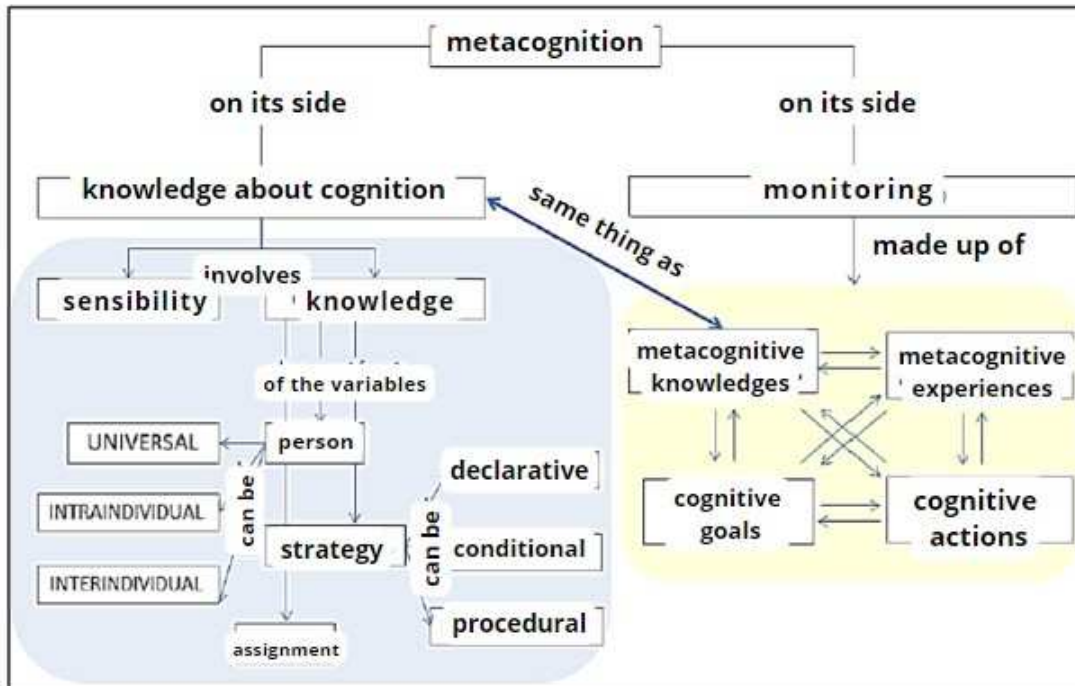 metacognition
on its side
on its side
knowledge about cognition
monitoring
same thing as
made up of
involves
sensibility
knowledge
metacognitive
knowledges
metacognitive
experiences
of the variables
UNIVERSAL
person
INTRAINDIVIDUAL
can be
INTERINDIVIDUAL
strategy
assignment
declarative
can be
conditional
procedural
cognitive
goals
cognitive
actions